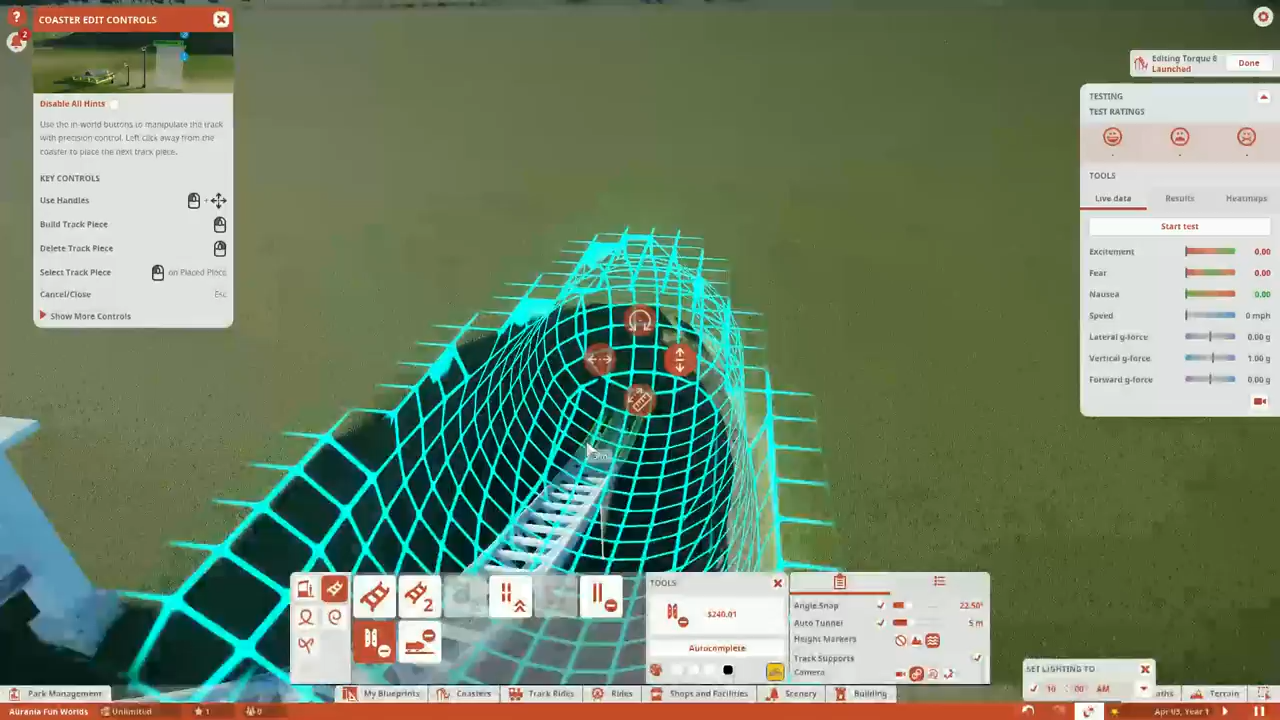 ?
COASTER EDIT CONTROLS
2
Disable All Hints
Use the in-world buttons to manipulate the track
with precision control. Left click away from the
coaster to place the next track piece.
KEY CONTROLS
Use Handles
+
Build Track Piece
Delete Track Piece
Select Track Piece
on Placed Piece
Cancel/Close
Esc
Show More Controls
Editing Torque 8
Launched
Done
TESTING
TEST RATINGS
- - -
TOOLS
Live data Results Heatmaps
Start test
Excitement 0.00
Fear 0.00
Nausea 0.00
Speed 0 mph
Lateral g-force 0.00 g
Vertical g-force 1.00 g
Forward g-force 0.00 g
2
TOOLS
$240.01
Autocomplete
Angle Snap 22.50°
Auto Tunnel 5 m
Height Markers
Track Supports
Camera
SET LIGHTING TO
10 : 00 AM
Park Management
My Blueprints
Coasters
Track Rides
Rides
Shops and Facilities
Scenery
Building
Terrain
Aurania Fun Worlds
Unlimited
1
0
Apr 03, Year 1